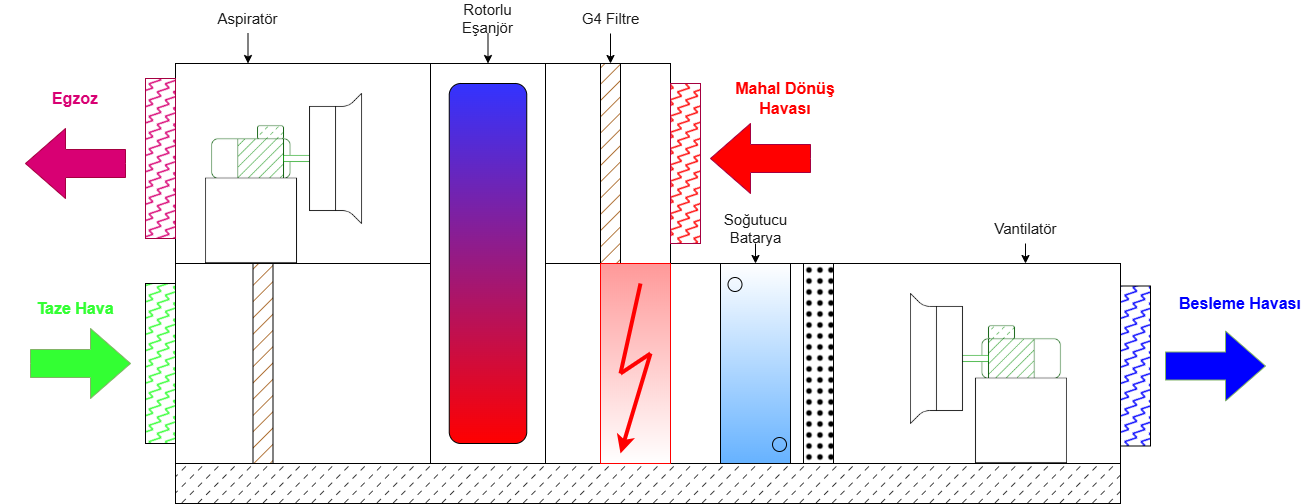 Aspiratör
Rotorlu
Eşanjör
G4 Filtre
Egzoz
Mahal Dönüş
Havası
Soğutucu
Batarya
Vantilatör
Taze Hava
Besleme Havası